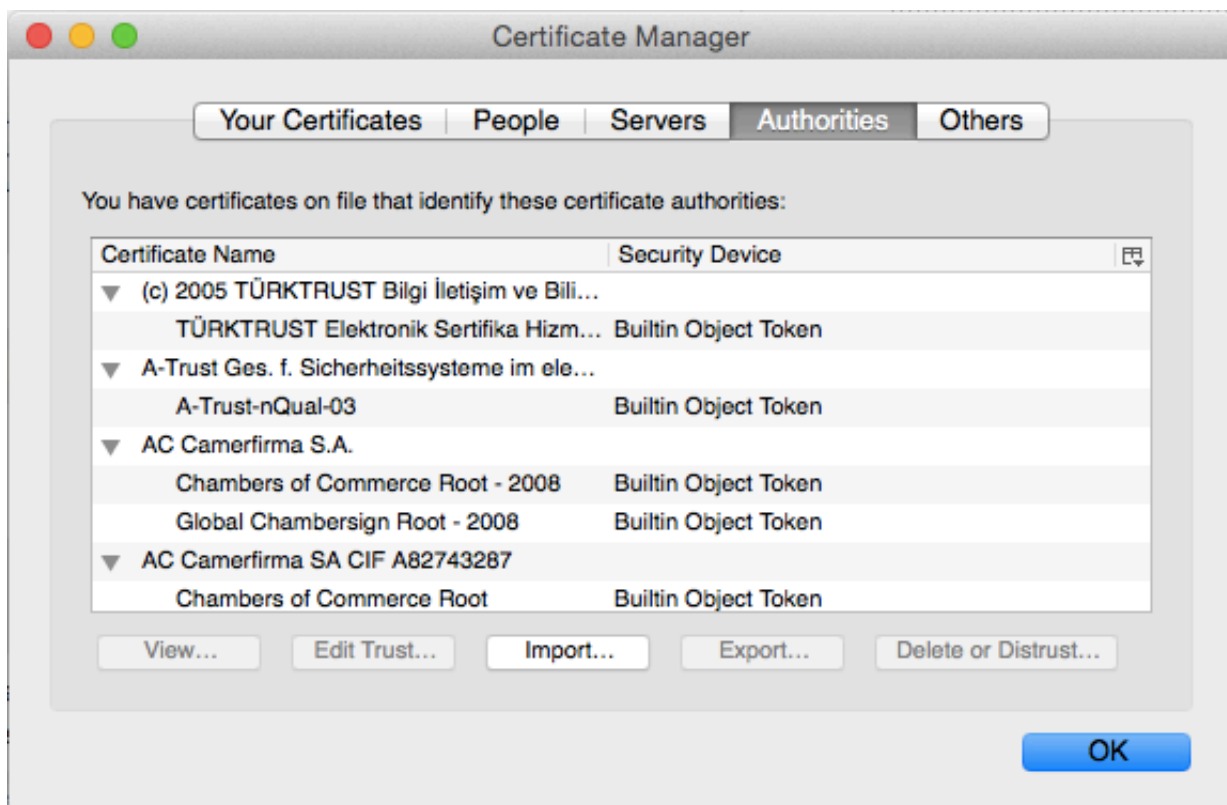 Certificate Manager
Your Certificates People Servers Authorities Others
You have certificates on file that identify these certificate authorities:
Certificate Name Security Device
(c) 2005 TÜRKTRUST Bilgi İletişim ve Bili...
TÜRKTRUST Elektronik Sertifika Hizm... Builtin Object Token
A-Trust Ges. f. Sicherheitssysteme im ele...
A-Trust-nQual-03 Builtin Object Token
AC Camerfirma S.A.
Chambers of Commerce Root - 2008 Builtin Object Token
Global Chambersign Root - 2008 Builtin Object Token
AC Camerfirma SA CIF A82743287
Chambers of Commerce Root Builtin Object Token
View... Edit Trust... Import... Export... Delete or Distrust...
OK